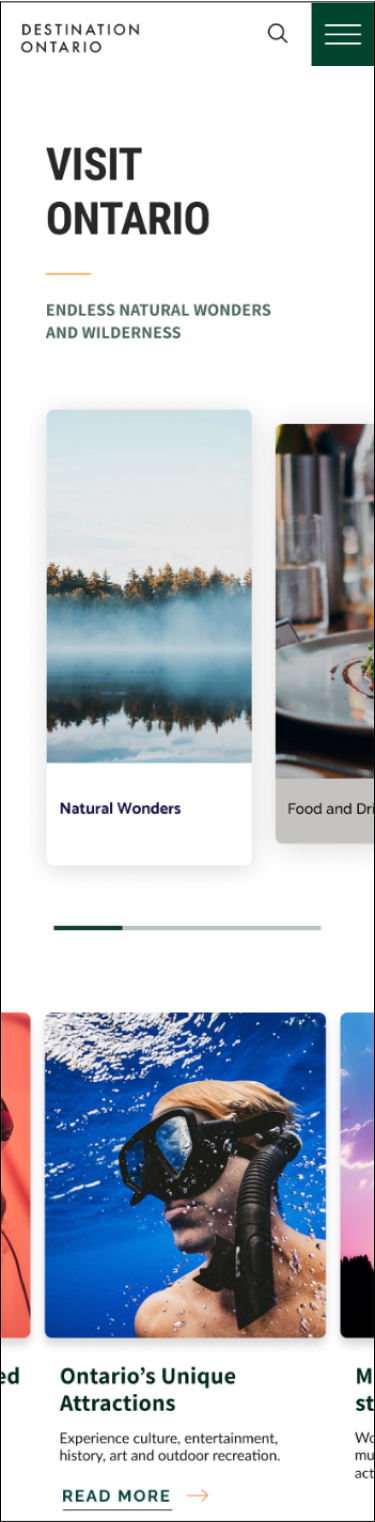 DESTINATION
ONTARIO
VISIT
ONTARIO
ENDLESS NATURAL WONDERS
AND WILDERNESS
Natural Wonders
Food and Dri
ed
Ontario’s Unique
Attractions
Experience culture, entertainment,
history, art and outdoor recreation.
READ MORE
M
st
Wo
mu
act